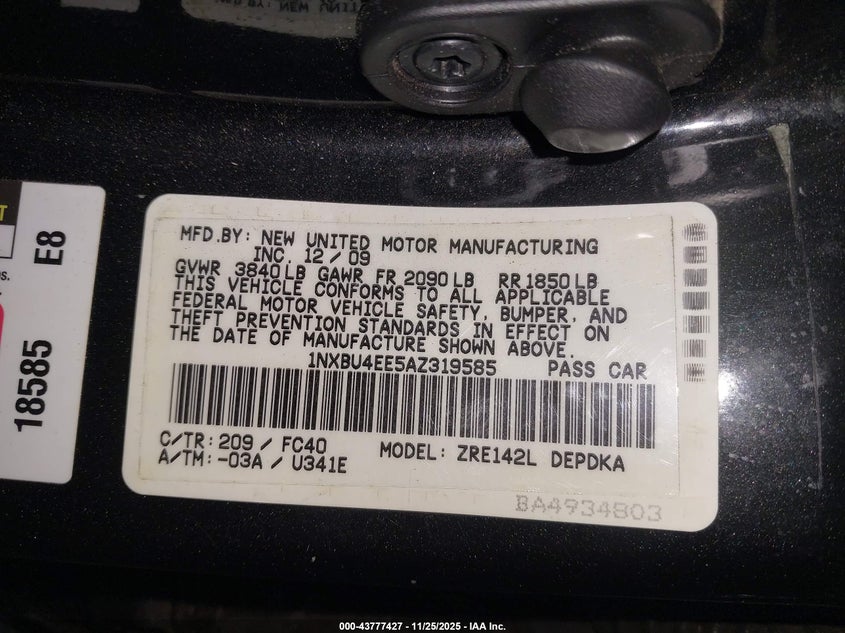 MFD.BY: NEW UNITED MOTOR MANUFACTURING
INC. 12/09
GVWR 3840LB GAWR FR 2090LB RR1850LB
THIS VEHICLE CONFORMS TO ALL APPLICABLE
FEDERAL MOTOR VEHICLE SAFETY, BUMPER, AND
THEFT PREVENTION STANDARDS IN EFFECT ON
THE DATE OF MANUFACTURE SHOWN ABOVE.
1NXBU4EE5AZ319585 PASS CAR
C/TR: 209 / FC40 MODEL: ZRE142L DEPDKA
A/TM: -03A / U341E
BA4934803
E8
18585
000-43777427 - 11/25/2025 - IAA Inc.